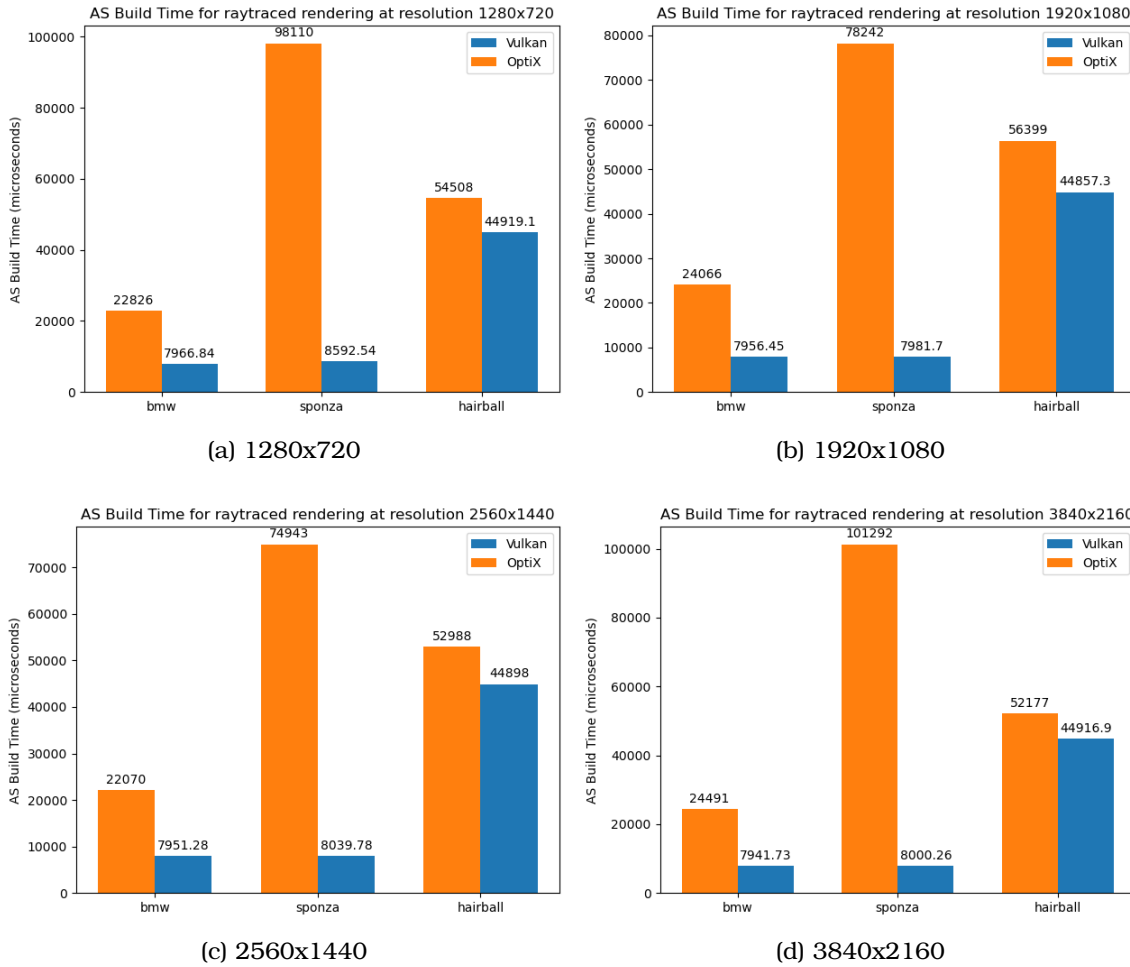 AS Build Time for raytraced rendering at resolution 1280x720
AS Build Time (microseconds)
100000
80000
60000
40000
20000
0
Vulkan
OptiX
98110
54508
44919.1
22826
7966.84
8592.54
bmw
sponza
hairball
(a) 1280x720
AS Build Time for raytraced rendering at resolution 1920x1080
AS Build Time (microseconds)
80000
70000
60000
50000
40000
30000
20000
10000
0
Vulkan
OptiX
78242
56399
44857.3
24066
7956.45
7981.7
bmw
sponza
hairball
(b) 1920x1080
AS Build Time for raytraced rendering at resolution 2560x1440
AS Build Time (microseconds)
70000
60000
50000
40000
30000
20000
10000
0
Vulkan
OptiX
74943
52988
44898
22070
7951.28
8039.78
bmw
sponza
hairball
(c) 2560x1440
AS Build Time for raytraced rendering at resolution 3840x2160
AS Build Time (microseconds)
100000
80000
60000
40000
20000
0
Vulkan
OptiX
101292
52177
44916.9
24491
7941.73
8000.26
bmw
sponza
hairball
(d) 3840x2160